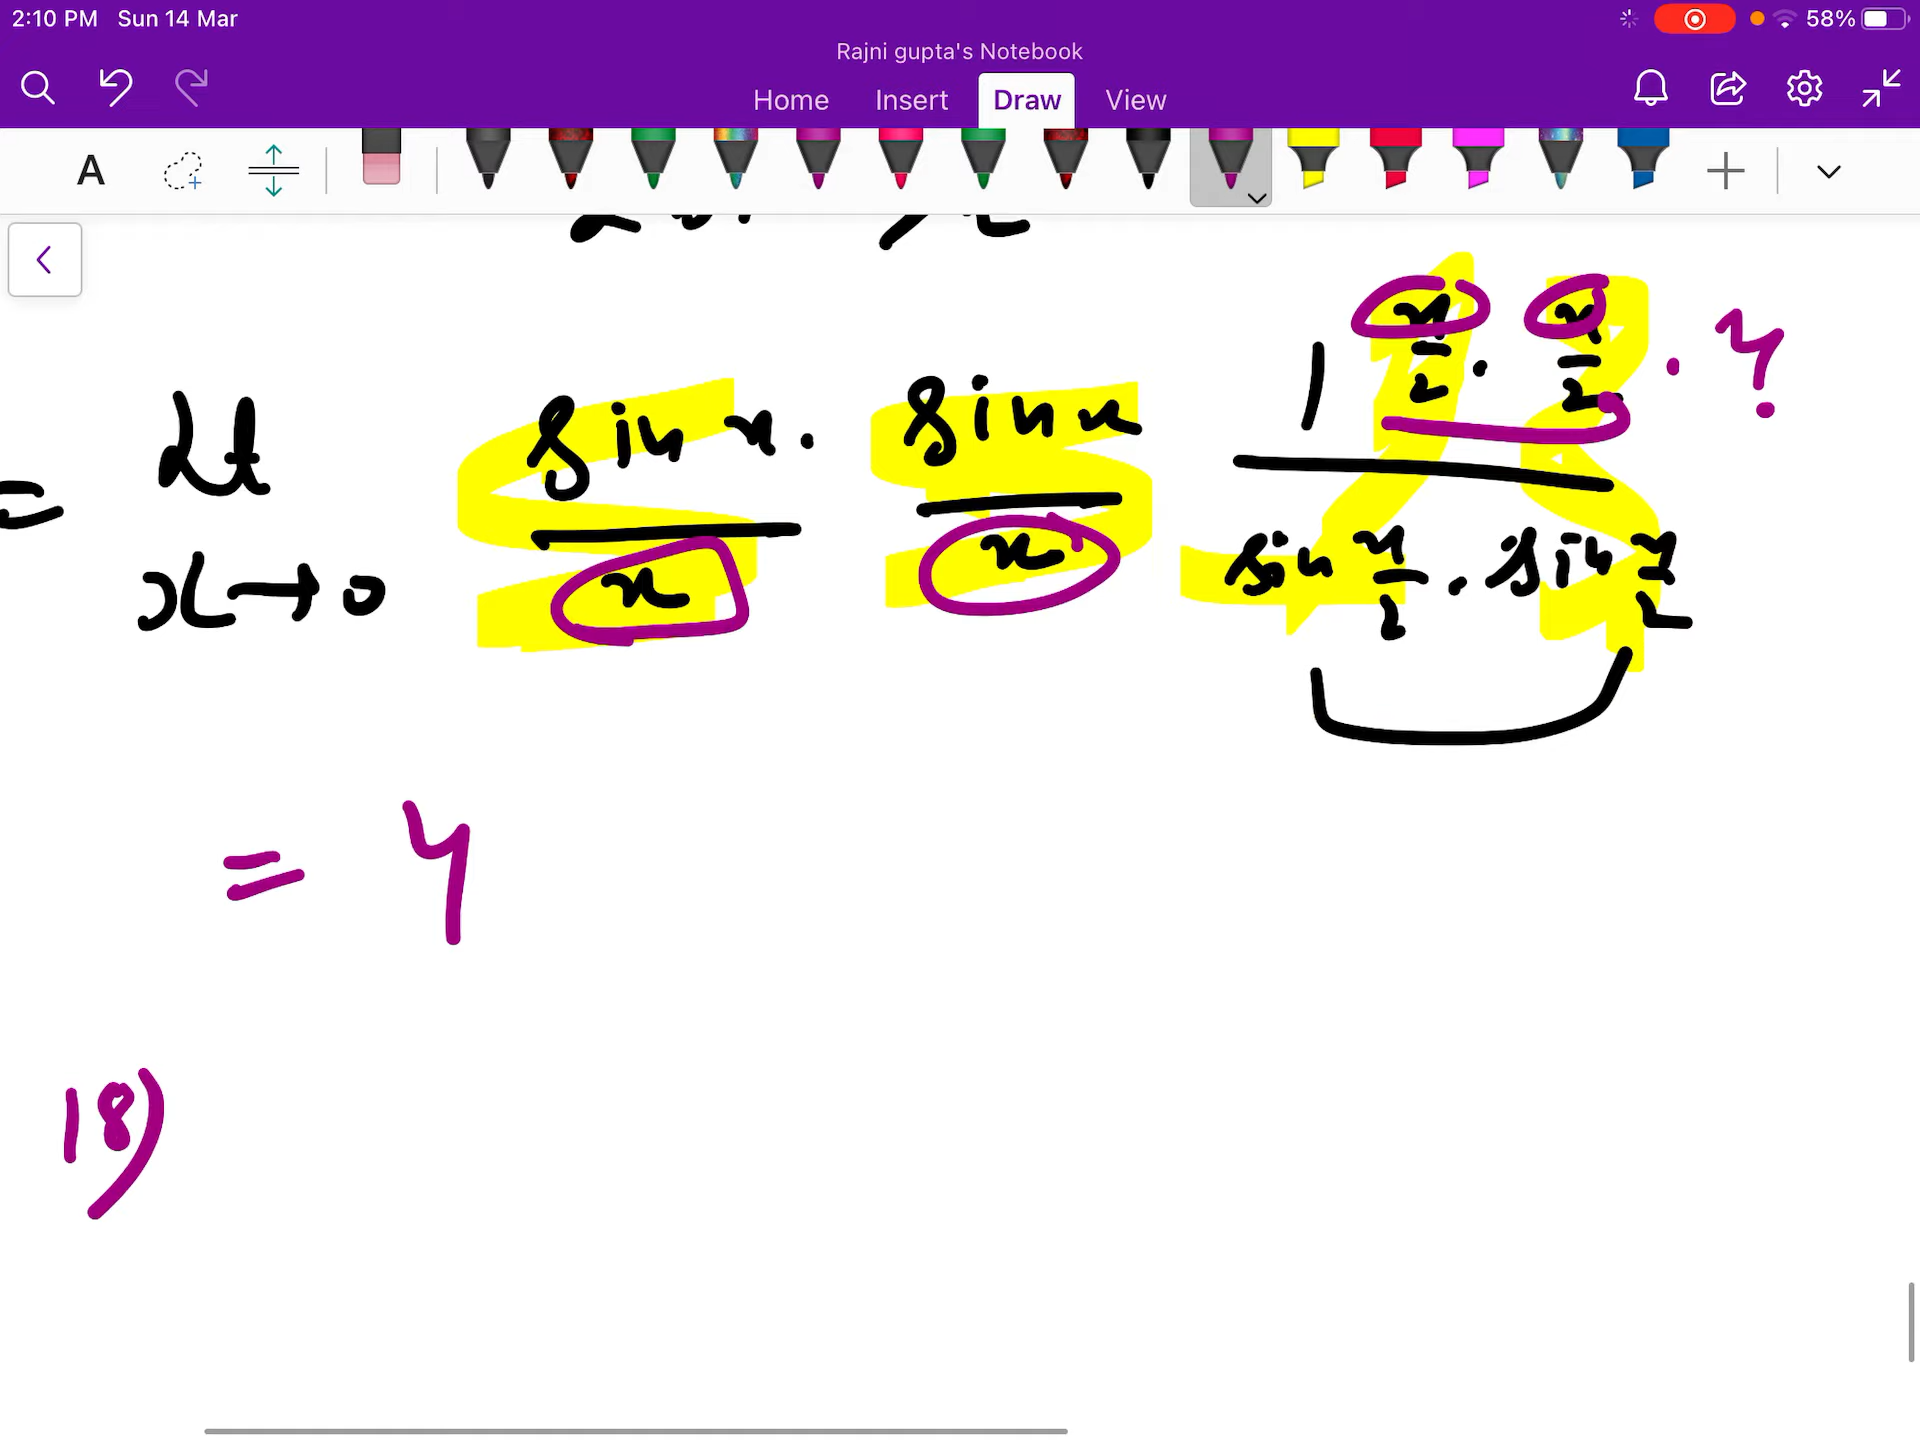 2:10 PM Sun 14 Mar 58%
Rajni gupta's Notebook
Home Insert Draw View
A
= lt x→0 sin x/x · sin x/x · 1 x/2 · x/2 / sin x/2 · sin x/2 · 4
= 4
18)